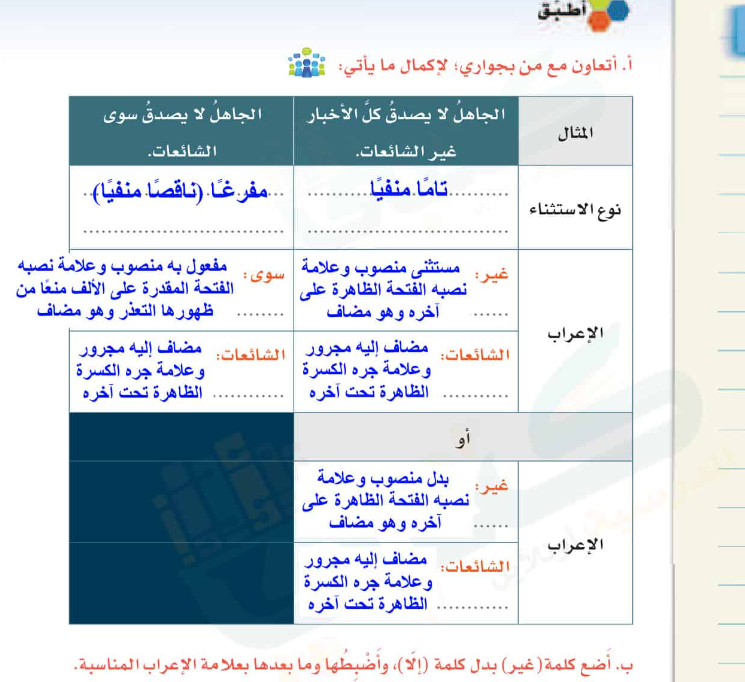 أطبّق
أ. أتعاون مع من بجواري؛ لإكمال ما يأتي:
المثال
الجاهلُ لا يصدقُ كلَّ الأخبار
غير الشائعات.
الجاهلُ لا يصدقُ سوى
الشائعات.
نوع الاستثناء
تامًا منفيًا
مفرغًا (ناقصًا منفيًا)
الإعراب
غير: مستثنى منصوب وعلامة
نصبه الفتحة الظاهرة على
آخره وهو مضاف
سوى: مفعول به منصوب وعلامة نصبه
الفتحة المقدرة على الألف منعًا من
ظهورها التعذر وهو مضاف
الشائعات: مضاف إليه مجرور
وعلامة جره الكسرة
الظاهرة تحت آخره
الشائعات: مضاف إليه مجرور
وعلامة جره الكسرة
الظاهرة تحت آخره
أو
الإعراب
غير: بدل منصوب وعلامة
نصبه الفتحة الظاهرة على
آخره وهو مضاف
الشائعات: مضاف إليه مجرور
وعلامة جره الكسرة
الظاهرة تحت آخره
ب. أَضع كلمة (غير) بدل كلمة (إلّا)، وأَضْبِطُها وما بعدها بعلامة الإعراب المناسبة.